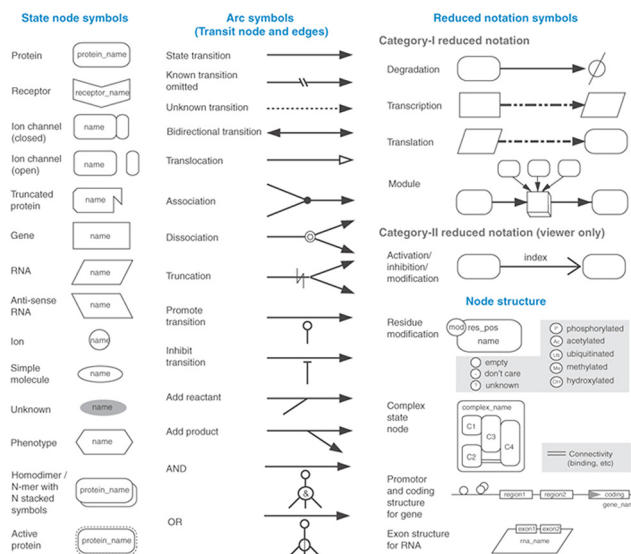 State node symbols
Protein
protein_name
Receptor
receptor_name
Ion channel
(closed)
name
Ion channel
(open)
name
Truncated
protein
name
Gene
name
RNA
name
Anti-sense
RNA
name
Ion
name
Simple
molecule
name
Unknown
name
Phenotype
name
Homodimer /
N-mer with
N stacked
symbols
protein_name
Active
protein
protein_name
Arc symbols
(Transit node and edges)
State transition
Known transition
omitted
Unknown transition
Bidirectional transition
Translocation
Association
Dissociation
Truncation
N
Promote
transition
Inhibit
transition
Add reactant
Add product
AND
&
OR
Reduced notation symbols
Category-I reduced notation
Degradation
Transcription
Translation
Module
Category-II reduced notation (viewer only)
Activation/
inhibition/
modification
index
Node structure
Residue
modification
mod
res_pos
name
empty
don't care
unknown
P phosphorylated
Ac acetylated
Ub ubiquitinated
Me methylated
OH hydroxylated
Complex
state
node
complex_name
C1
C2
C3
C4
Connectivity
(binding, etc)
Promotor
and coding
structure
for gene
region1
region2
coding
gene_nam
Exon structure
for RNA
exon1
exon2
rna_name